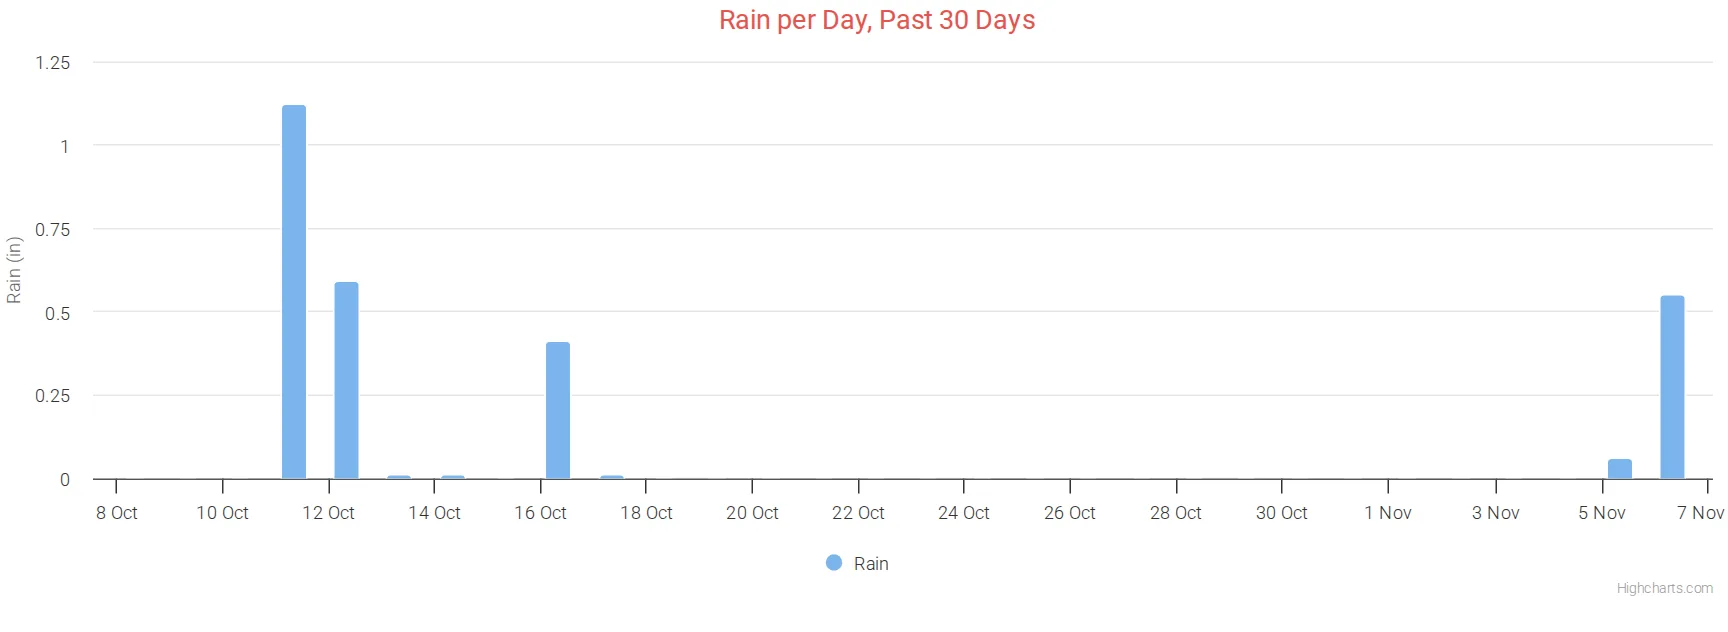 Rain per Day, Past 30 Days
1.25
1
0.75
0.5
0.25
0
Rain (in)
8 Oct 10 Oct 12 Oct 14 Oct 16 Oct 18 Oct 20 Oct 22 Oct 24 Oct 26 Oct 28 Oct 30 Oct 1 Nov 3 Nov 5 Nov 7 Nov
Rain
Highcharts.com